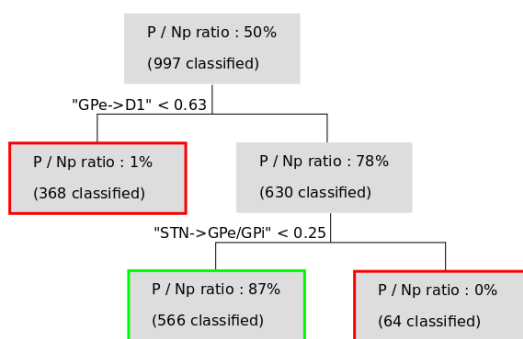 P / Np ratio : 50%
(997 classified)
"GPe->D1" < 0.63
P / Np ratio : 1%
(368 classified)
P / Np ratio : 78%
(630 classified)
"STN->GPe/GPi" < 0.25
P / Np ratio : 87%
(566 classified)
P / Np ratio : 0%
(64 classified)